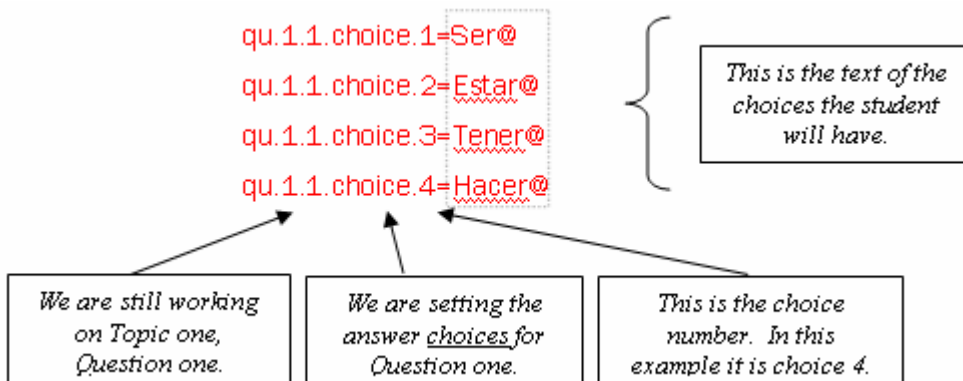 qu.1.1.choice.1=Ser@
qu.1.1.choice.2=Estar@
qu.1.1.choice.3=Tener@
qu.1.1.choice.4=Hacer@
This is the text of the
choices the student
will have.
We are still working
on Topic one,
Question one.
We are setting the
answer choices for
Question one.
This is the choice
number. In this
example it is choice 4.